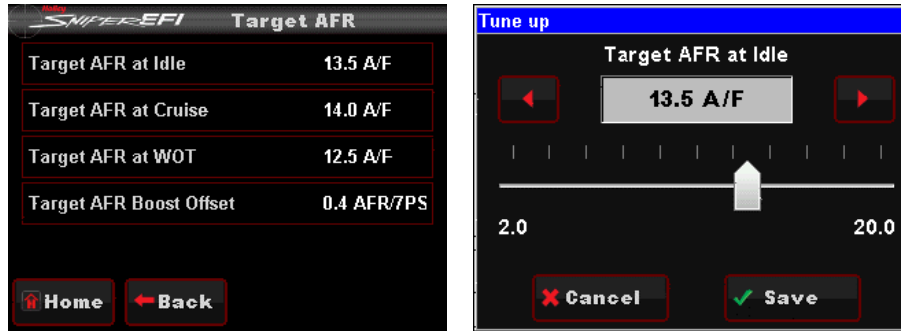 Holley
SNIPER EFI Target AFR
Target AFR at Idle 13.5 A/F
Target AFR at Cruise 14.0 A/F
Target AFR at WOT 12.5 A/F
Target AFR Boost Offset 0.4 AFR/7PS
Home Back
Tune up
Target AFR at Idle
13.5 A/F
2.0 20.0
Cancel Save